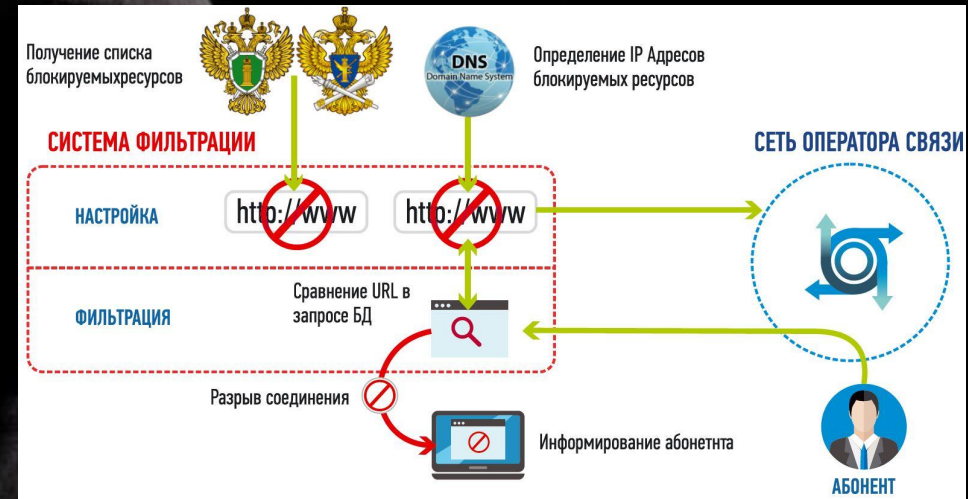 Получение списка
блокируемыхресурсов
DNS
Domain Name System
Определение IP Адресов
блокируемых ресурсов
СИСТЕМА ФИЛЬТРАЦИИ
СЕТЬ ОПЕРАТОРА СВЯЗИ
НАСТРОЙКА
http://www
http://www
Сравнение URL в
запросе БД
ФИЛЬТРАЦИЯ
Разрыв соединения
Информирование абонетнта
АБОНЕНТ